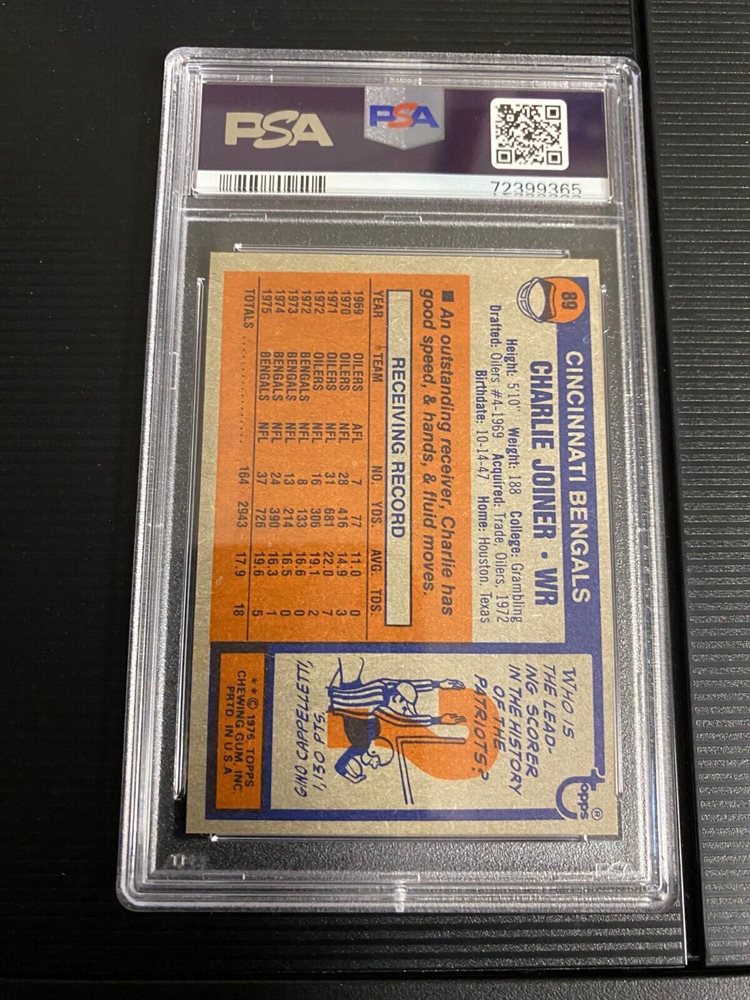 PSA
PSA
72399365
89
CINCINNATI BENGALS
CHARLIE JOINER • WR
Height: 5'10" Weight: 188 College: Grambling
Drafted: Oilers #4-1969 Acquired: Trade, Oilers, 1972
Birthdate: 10-14-47 Home: Houston, Texas
■ An outstanding receiver, Charlie has
good speed, & hands, & fluid moves.
RECEIVING RECORD
YEAR TEAM NO. YDS. AVG. TDS.
1969 OILERS AFL 7 77 11.0 0
1970 OILERS NFL 28 416 14.9 3
1971 OILERS NFL 31 681 22.0 7
1972 OILERS NFL 16 306 19.1 2
1972 BENGALS NFL 8 133 16.6 0
1973 BENGALS NFL 13 214 16.5 0
1974 BENGALS NFL 24 390 16.3 1
1975 BENGALS NFL 37 726 19.6 5
TOTALS 164 2943 17.9 18
topps®
WHO IS
THE LEAD-
ING SCORER
IN THE HISTORY
OF THE
PATRIOTS?
GINO CAPPELLETTI,
1,130 PTS.
* * © 1976 TOPPS
CHEWING GUM, INC.
PRTD. IN U.S.A.